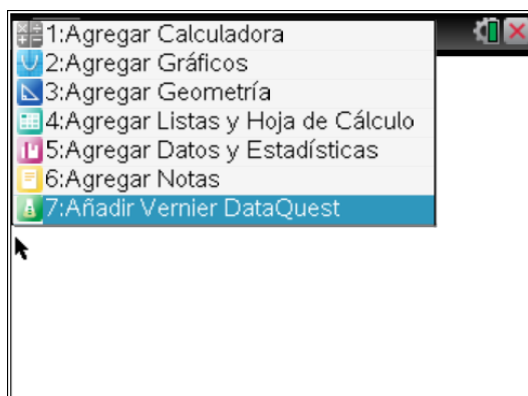 1:Agregar Calculadora
2:Agregar Gráficos
3:Agregar Geometría
4:Agregar Listas y Hoja de Cálculo
5:Agregar Datos y Estadísticas
6:Agregar Notas
7:Añadir Vernier DataQuest